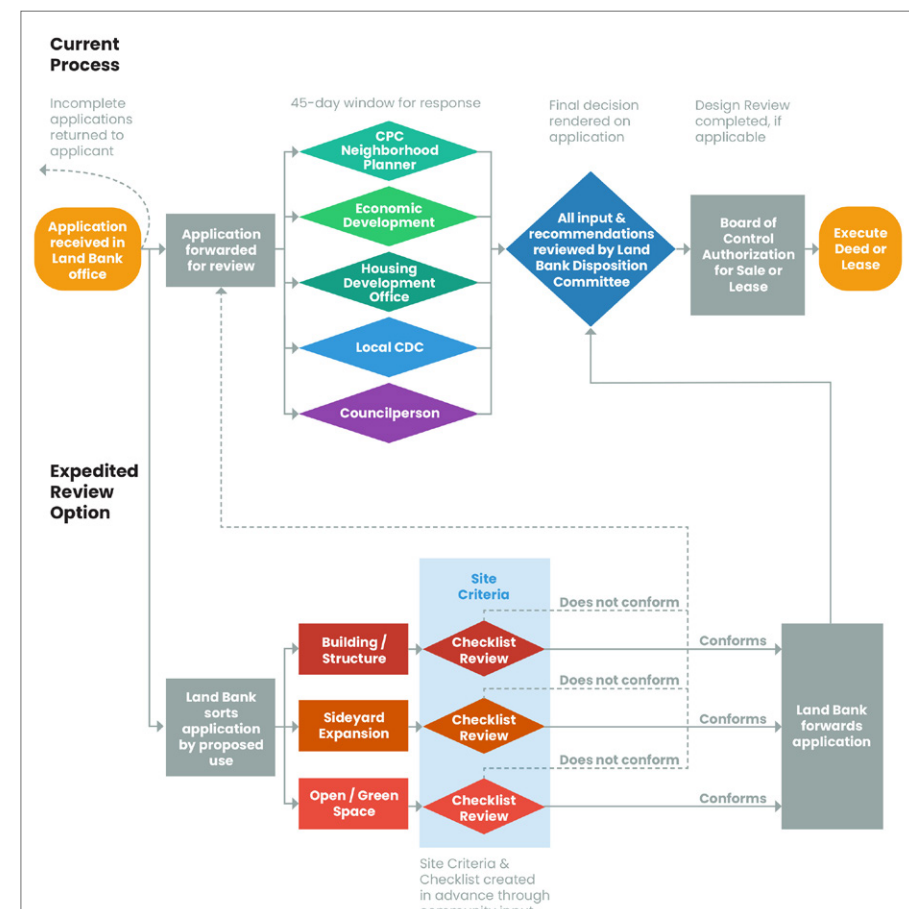 Current
Process
Incomplete
applications
returned to
applicant
45-day window for response
Final decision
rendered on
application
Design Review
completed, if
applicable
Application
received in
Land Bank
office
Application
forwarded
for review
CPC
Neighborhood
Planner
Economic
Development
Housing
Development
Office
Local CDC
Councilperson
All input &
recommendations
reviewed by Land
Bank Disposition
Committee
Board of
Control
Authorization
for Sale or
Lease
Execute
Deed or
Lease
Expedited
Review
Option
Land Bank
sorts
application
by proposed
use
Building /
Structure
Sideyard
Expansion
Open / Green
Space
Site
Criteria
Checklist
Review
Checklist
Review
Checklist
Review
Does not conform
Conforms
Does not conform
Conforms
Does not conform
Conforms
Land Bank
forwards
application
Site Criteria &
Checklist created
in advance through
community input